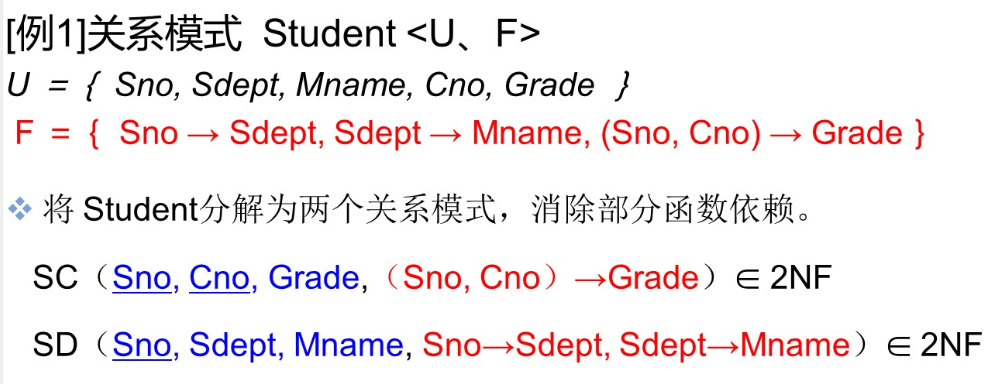 [例1]关系模式 Student <U、F>
U = { Sno, Sdept, Mname, Cno, Grade }
F = { Sno → Sdept, Sdept → Mname, (Sno, Cno) → Grade }
❖ 将 Student分解为两个关系模式，消除部分函数依赖。
SC（Sno, Cno, Grade,（Sno, Cno）→Grade）∈ 2NF
SD（Sno, Sdept, Mname, Sno→Sdept, Sdept→Mname）∈ 2NF